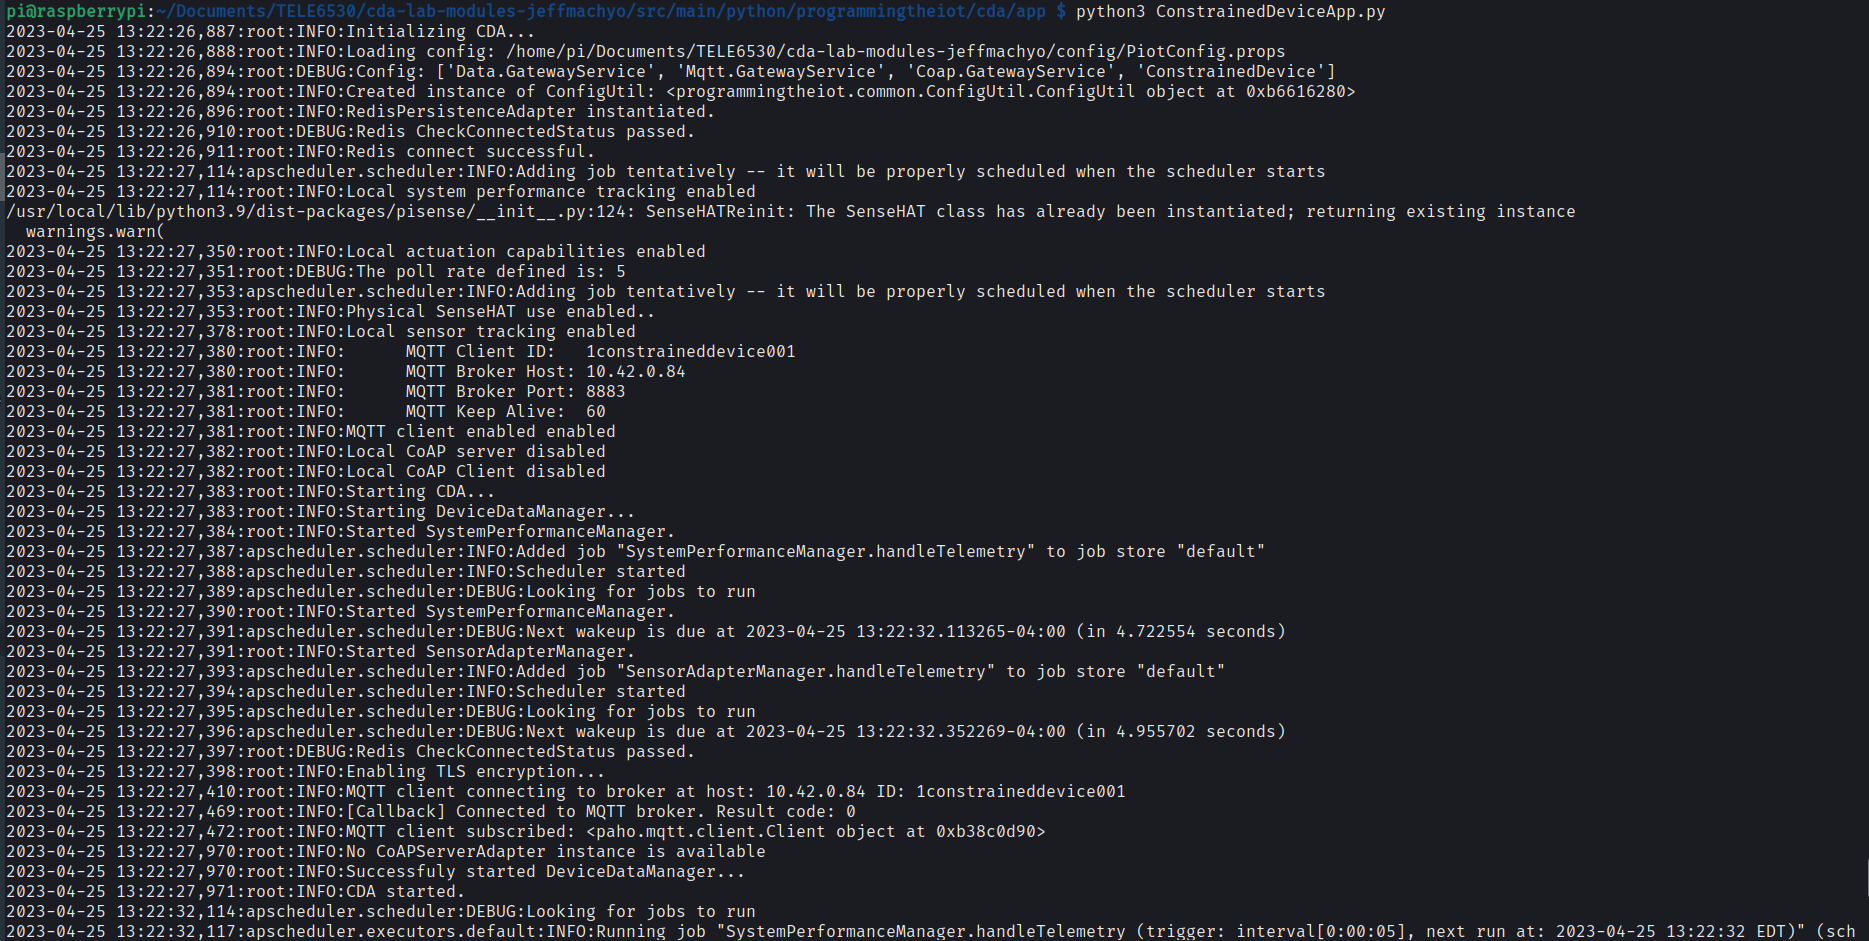 pi@raspberrypi:~/Documents/TELE6530/cda-lab-modules-jeffmachyo/src/main/python/programmingtheiot/cda/app $ python3 ConstrainedDeviceApp.py
2023-04-25 13:22:26,887:root:INFO:Initializing CDA...
2023-04-25 13:22:26,888:root:INFO:Loading config: /home/pi/Documents/TELE6530/cda-lab-modules-jeffmachyo/config/PiotConfig.props
2023-04-25 13:22:26,894:root:DEBUG:Config: ['Data.GatewayService', 'Mqtt.GatewayService', 'Coap.GatewayService', 'ConstrainedDevice']
2023-04-25 13:22:26,894:root:INFO:Created instance of ConfigUtil: <programmingtheiot.common.ConfigUtil.ConfigUtil object at 0xb6616280>
2023-04-25 13:22:26,896:root:INFO:RedisPersistenceAdapter instantiated.
2023-04-25 13:22:26,910:root:DEBUG:Redis CheckConnectedStatus passed.
2023-04-25 13:22:26,911:root:INFO:Redis connect successful.
2023-04-25 13:22:27,114:apscheduler.scheduler:INFO:Adding job tentatively -- it will be properly scheduled when the scheduler starts
2023-04-25 13:22:27,114:root:INFO:Local system performance tracking enabled
/usr/local/lib/python3.9/dist-packages/pisense/__init__.py:124: SenseHATReinit: The SenseHAT class has already been instantiated; returning existing instance
  warnings.warn(
2023-04-25 13:22:27,350:root:INFO:Local actuation capabilities enabled
2023-04-25 13:22:27,351:root:DEBUG:The poll rate defined is: 5
2023-04-25 13:22:27,353:apscheduler.scheduler:INFO:Adding job tentatively -- it will be properly scheduled when the scheduler starts
2023-04-25 13:22:27,353:root:INFO:Physical SenseHAT use enabled..
2023-04-25 13:22:27,378:root:INFO:Local sensor tracking enabled
2023-04-25 13:22:27,380:root:INFO:      MQTT Client ID:   1constraineddevice001
2023-04-25 13:22:27,380:root:INFO:      MQTT Broker Host: 10.42.0.84
2023-04-25 13:22:27,381:root:INFO:      MQTT Broker Port: 8883
2023-04-25 13:22:27,381:root:INFO:      MQTT Keep Alive:  60
2023-04-25 13:22:27,381:root:INFO:MQTT client enabled enabled
2023-04-25 13:22:27,382:root:INFO:Local CoAP server disabled
2023-04-25 13:22:27,382:root:INFO:Local CoAP Client disabled
2023-04-25 13:22:27,383:root:INFO:Starting CDA...
2023-04-25 13:22:27,383:root:INFO:Starting DeviceDataManager...
2023-04-25 13:22:27,384:root:INFO:Started SystemPerformanceManager.
2023-04-25 13:22:27,387:apscheduler.scheduler:INFO:Added job "SystemPerformanceManager.handleTelemetry" to job store "default"
2023-04-25 13:22:27,388:apscheduler.scheduler:INFO:Scheduler started
2023-04-25 13:22:27,389:apscheduler.scheduler:DEBUG:Looking for jobs to run
2023-04-25 13:22:27,390:root:INFO:Started SystemPerformanceManager.
2023-04-25 13:22:27,391:apscheduler.scheduler:DEBUG:Next wakeup is due at 2023-04-25 13:22:32.113265-04:00 (in 4.722554 seconds)
2023-04-25 13:22:27,391:root:INFO:Started SensorAdapterManager.
2023-04-25 13:22:27,393:apscheduler.scheduler:INFO:Added job "SensorAdapterManager.handleTelemetry" to job store "default"
2023-04-25 13:22:27,394:apscheduler.scheduler:INFO:Scheduler started
2023-04-25 13:22:27,395:apscheduler.scheduler:DEBUG:Looking for jobs to run
2023-04-25 13:22:27,396:apscheduler.scheduler:DEBUG:Next wakeup is due at 2023-04-25 13:22:32.352269-04:00 (in 4.955702 seconds)
2023-04-25 13:22:27,397:root:DEBUG:Redis CheckConnectedStatus passed.
2023-04-25 13:22:27,398:root:INFO:Enabling TLS encryption...
2023-04-25 13:22:27,410:root:INFO:MQTT client connecting to broker at host: 10.42.0.84 ID: 1constraineddevice001
2023-04-25 13:22:27,469:root:INFO:[Callback] Connected to MQTT broker. Result code: 0
2023-04-25 13:22:27,472:root:INFO:MQTT client subscribed: <paho.mqtt.client.Client object at 0xb38c0d90>
2023-04-25 13:22:27,970:root:INFO:No CoAPServerAdapter instance is available
2023-04-25 13:22:27,970:root:INFO:Successfuly started DeviceDataManager...
2023-04-25 13:22:27,971:root:INFO:CDA started.
2023-04-25 13:22:32,114:apscheduler.scheduler:DEBUG:Looking for jobs to run
2023-04-25 13:22:32,117:apscheduler.executors.default:INFO:Running job "SystemPerformanceManager.handleTelemetry (trigger: interval[0:00:05], next run at: 2023-04-25 13:22:32 EDT)" (sch